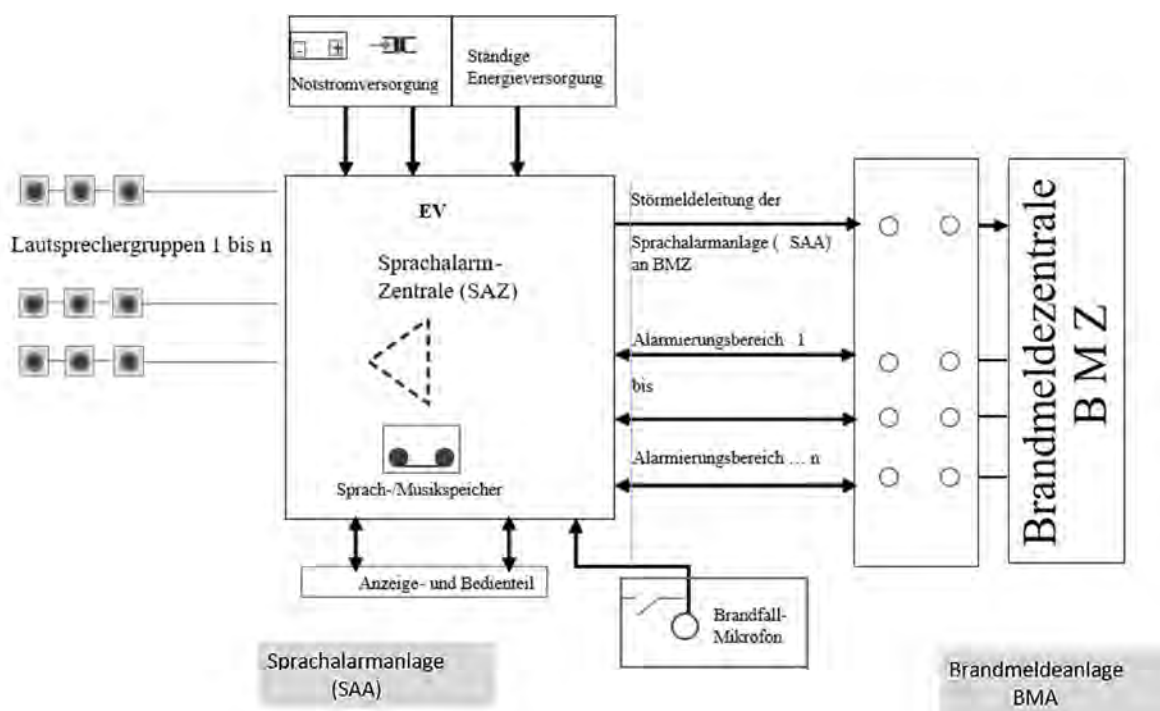 - +
Notstromversorgung
Ständige
Energieversorgung
EV
Sprachalarm-
Zentrale (SAZ)
Sprach-/Musikspeicher
Lautsprechergruppen 1 bis n
Störmeldeleitung der
Sprachalarmanlage ( SAA)
an BMZ
Alarmierungsbereich 1
bis
Alarmierungsbereich ... n
Brandmeldezentrale
B M Z
Anzeige- und Bedienteil
Brandfall-
Mikrofon
Sprachalarmanlage
(SAA)
Brandmeldeanlage
BMA